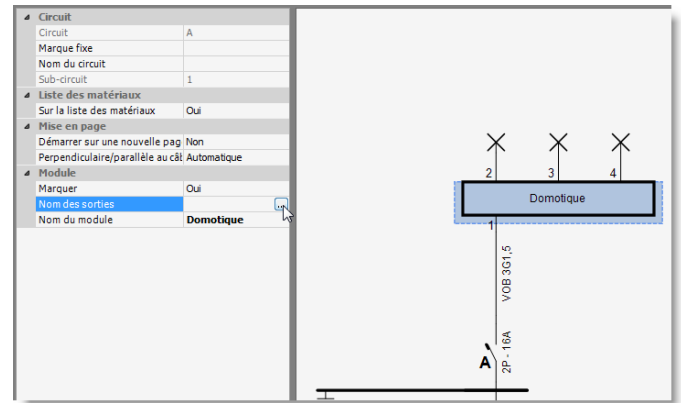 Circuit
Circuit A
Marque fixe
Nom du circuit
Sub-circuit 1
Liste des matériaux
Sur la liste des matériaux Oui
Mise en page
Démarrer sur une nouvelle pag Non
Perpendiculaire/parallèle au câb Automatique
Module
Marquer Oui
Nom des sorties ...
Nom du module Domotique
2 3 4
Domotique
1
VOB 3G1,5
2P - 16A
A